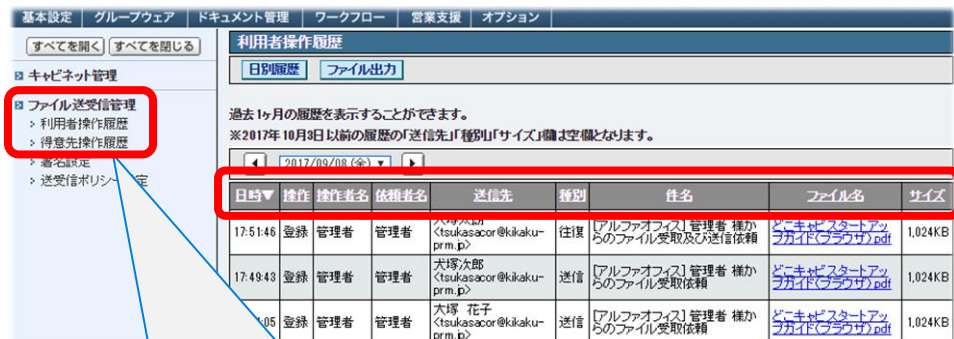 基本設定 グループウェア ドキュメント管理 ワークフロー 営業支援 オプション
すべてを開く すべてを閉じる
キャビネット管理
ファイル送受信管理
利用者操作履歴
得意先操作履歴
署名設定
送受信ポリシー 定
利用者操作履歴
日別履歴 ファイル出力
過去1ヶ月の履歴を表示することができます。
※2017年10月3日以前の履歴の「送信先」「種別」「サイズ」欄は空欄となります。
2017/09/08(金)
日時▼ 操作 操作者名 依頼者名 送信先 種別 件名 ファイル名 サイズ
17:51:46 登録 管理者 管理者 犬塚太郎 <tsukasacor@kikaku-prm.jp> 往復 [アルファオフィス] 管理者 様からのファイル受取及び送信依頼 どこキャビスタートアップガイド(ブラウザ).pdf 1,024KB
17:49:43 登録 管理者 管理者 犬塚次郎 <tsukasacor@kikaku-prm.jp> 送信 [アルファオフィス] 管理者 様からのファイル受取依頼 どこキャビスタートアップガイド(ブラウザ).pdf 1,024KB
:05 登録 管理者 管理者 大塚 花子 <tsukasacor@kikaku-prm.jp> 送信 [アルファオフィス] 管理者 様からのファイル受取依頼 どこキャビスタートアップガイド(ブラウザ).pdf 1,024KB